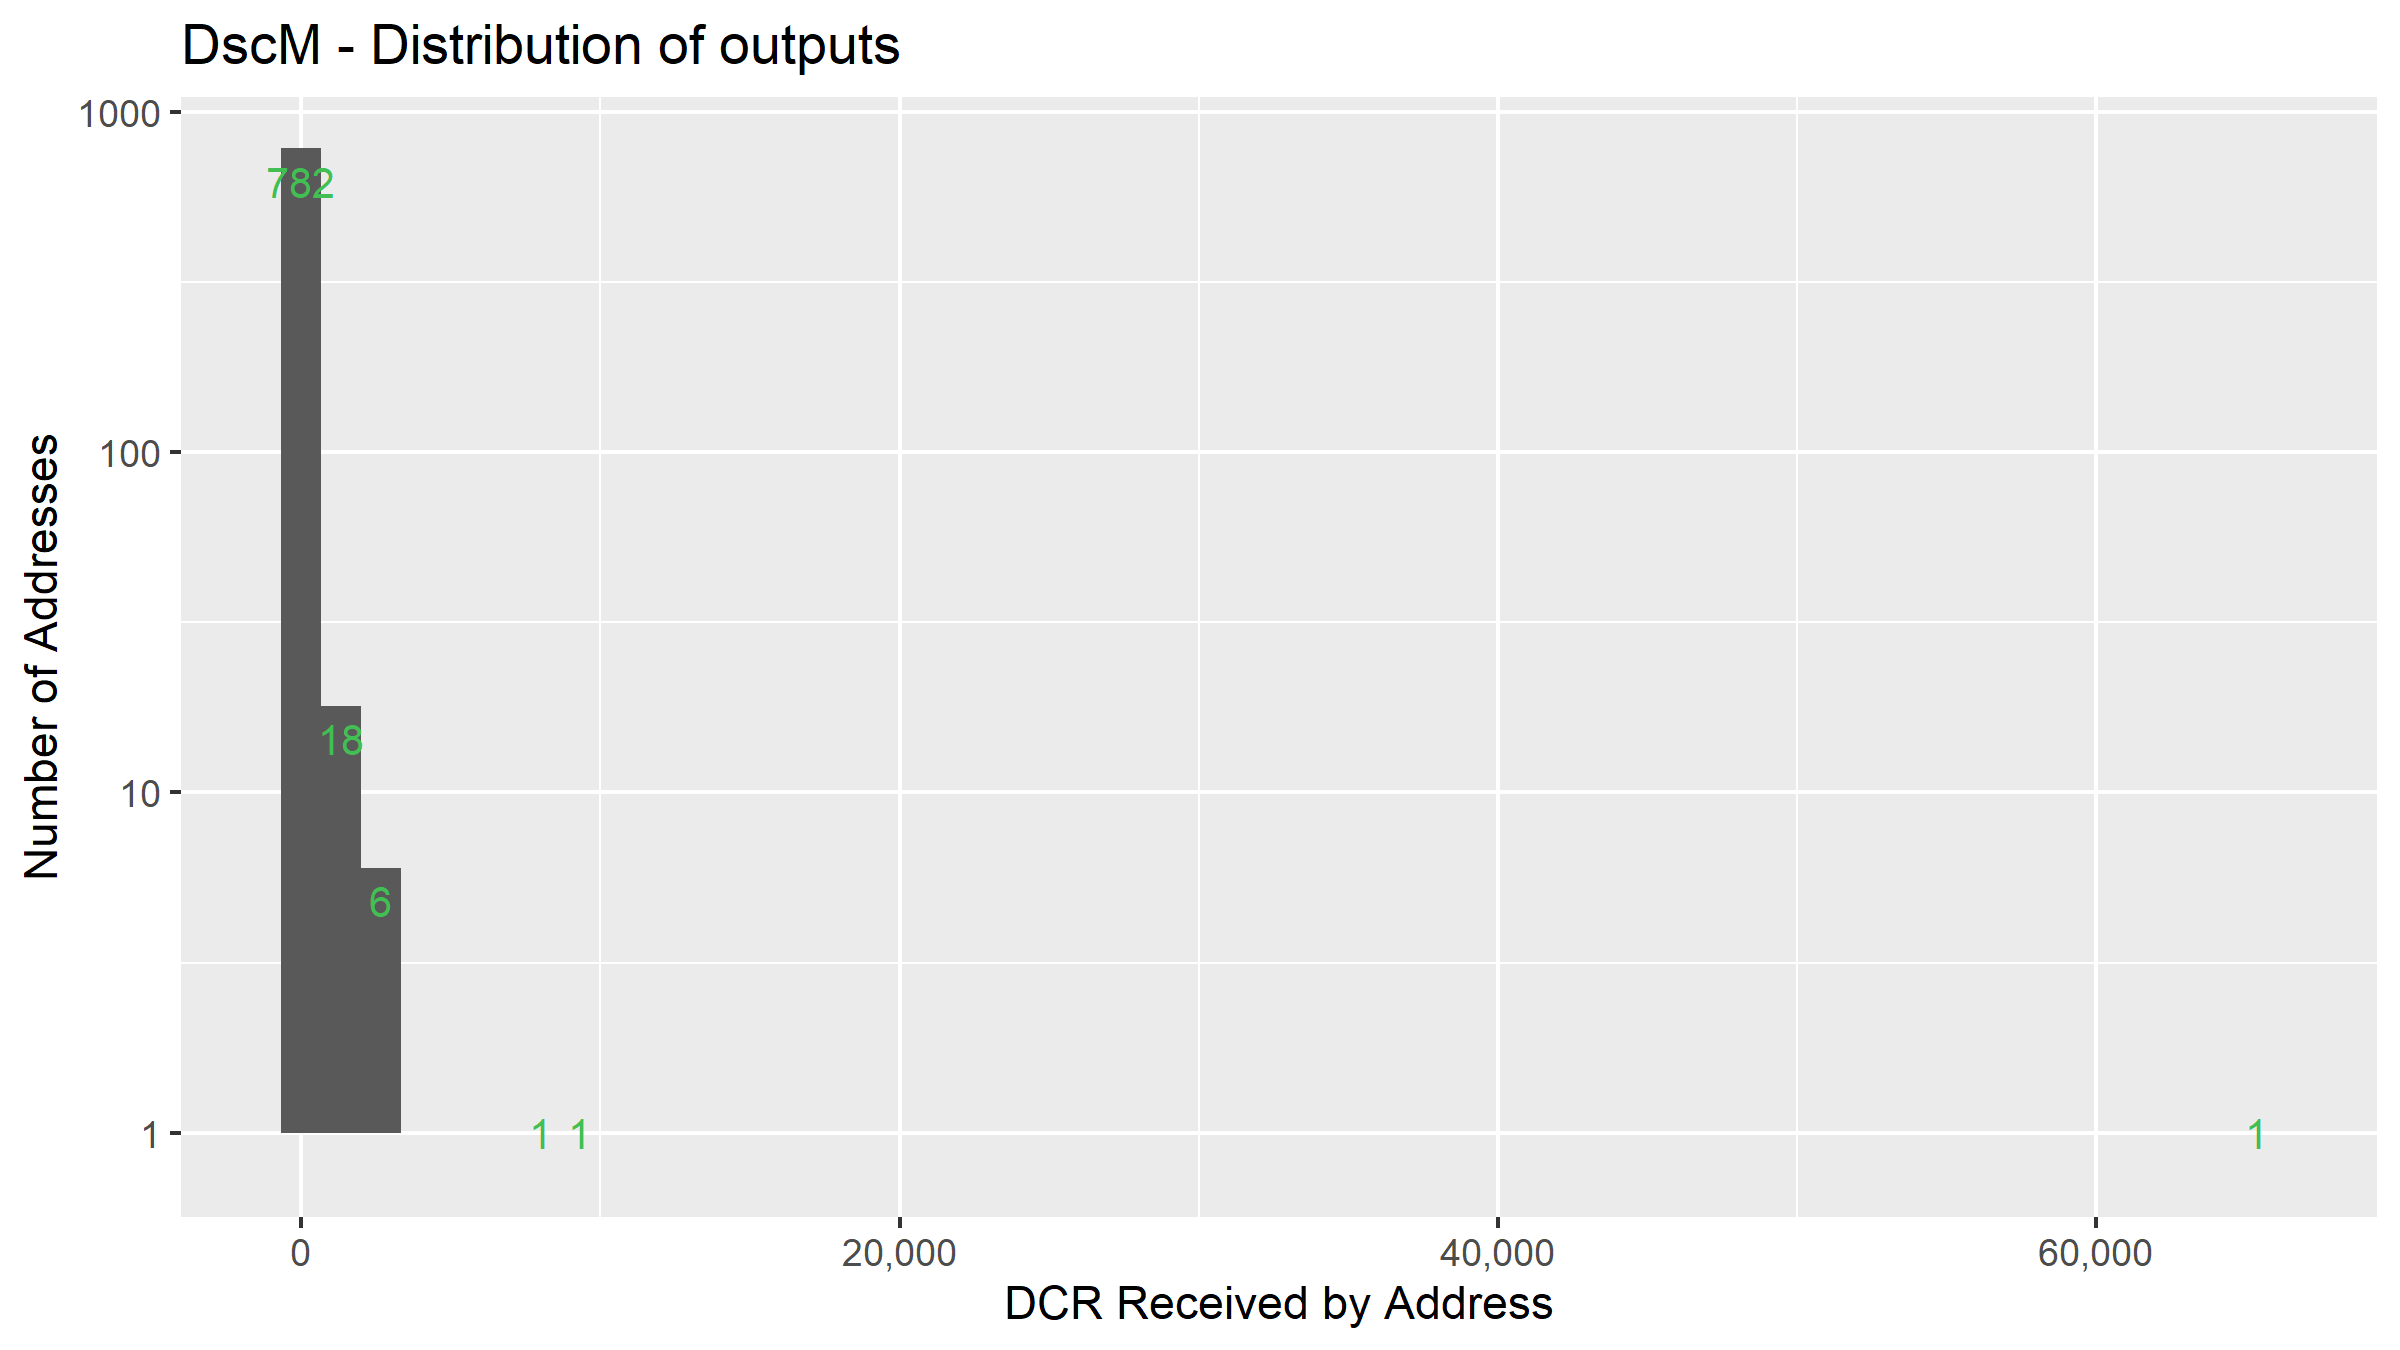 DscM - Distribution of outputs
1000
782
100
18
10
6
1
1 1 1
0 20,000 40,000 60,000
DCR Received by Address
Number of Addresses